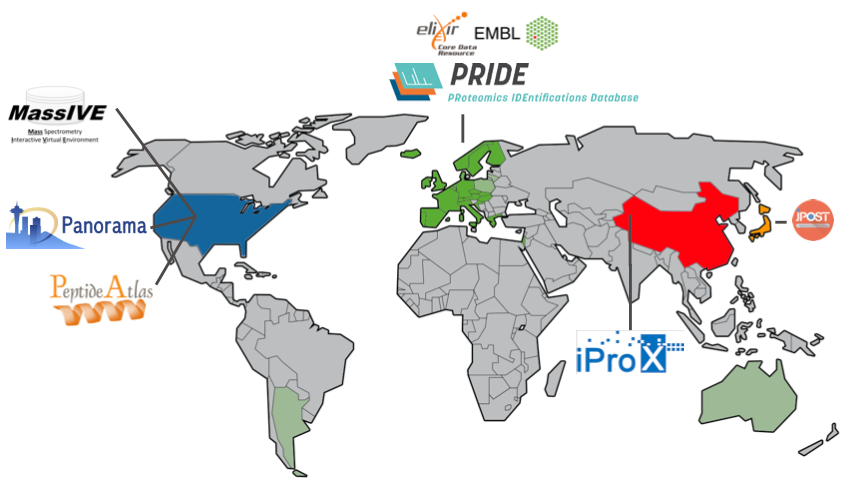 elixir
Core Data
Resource
EMBL
PRIDE
PRoteomics IDEntifications Database
MassIVE
Mass Spectrometry
Interactive Virtual Environment
Panorama
PeptideAtlas
JPOST
iProX